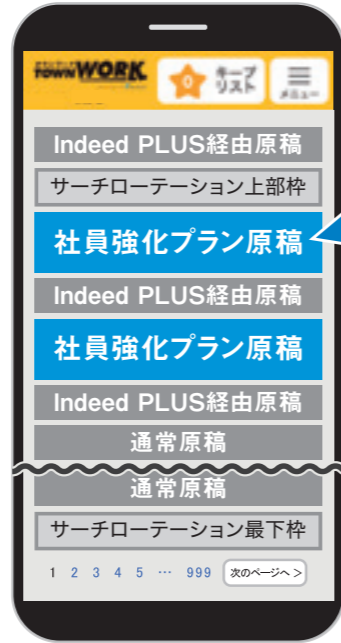 TOWNWORK
0
キープ
リスト
メニュー
Indeed PLUS経由原稿
サーチローテーション上部枠
社員強化プラン原稿
Indeed PLUS経由原稿
社員強化プラン原稿
Indeed PLUS経由原稿
通常原稿
通常原稿
サーチローテーション最下枠
1 2 3 4 5 … 999 次のページへ >